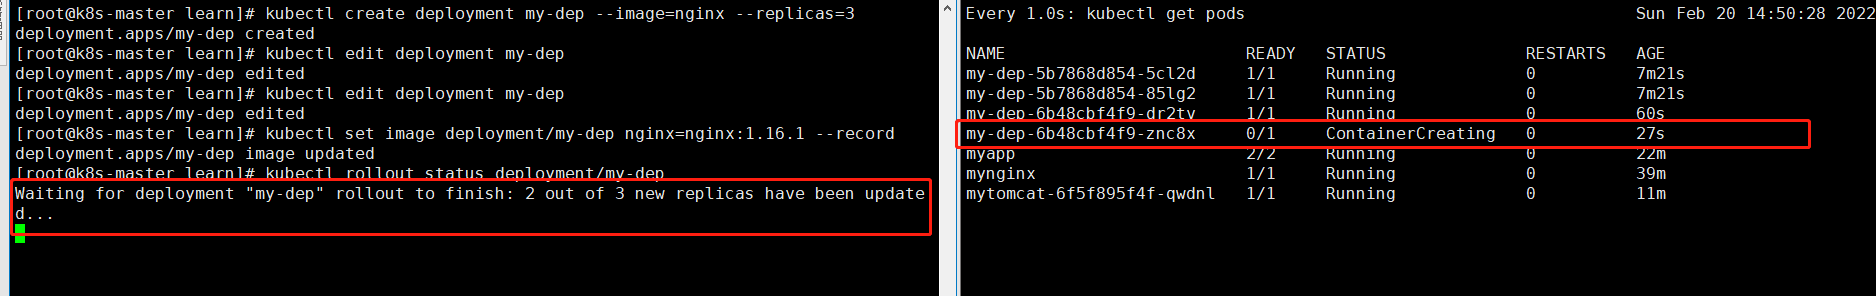 [root@k8s-master learn]# kubectl create deployment my-dep --image=nginx --replicas=3
deployment.apps/my-dep created
[root@k8s-master learn]# kubectl edit deployment my-dep
deployment.apps/my-dep edited
[root@k8s-master learn]# kubectl edit deployment my-dep
deployment.apps/my-dep edited
[root@k8s-master learn]# kubectl set image deployment/my-dep nginx=nginx:1.16.1 --record
deployment.apps/my-dep image updated
[root@k8s-master learn]# kubectl rollout status deployment/my-dep
Waiting for deployment "my-dep" rollout to finish: 2 out of 3 new replicas have been update
d...
Every 1.0s: kubectl get pods Sun Feb 20 14:50:28 2022
NAME READY STATUS RESTARTS AGE
my-dep-5b7868d854-5cl2d 1/1 Running 0 7m21s
my-dep-5b7868d854-85lg2 1/1 Running 0 7m21s
my-dep-6b48cbf4f9-dr2tv 1/1 Running 0 60s
my-dep-6b48cbf4f9-znc8x 0/1 ContainerCreating 0 27s
myapp 2/2 Running 0 22m
mynginx 1/1 Running 0 39m
mytomcat-6f5f895f4f-qwdnl 1/1 Running 0 11m